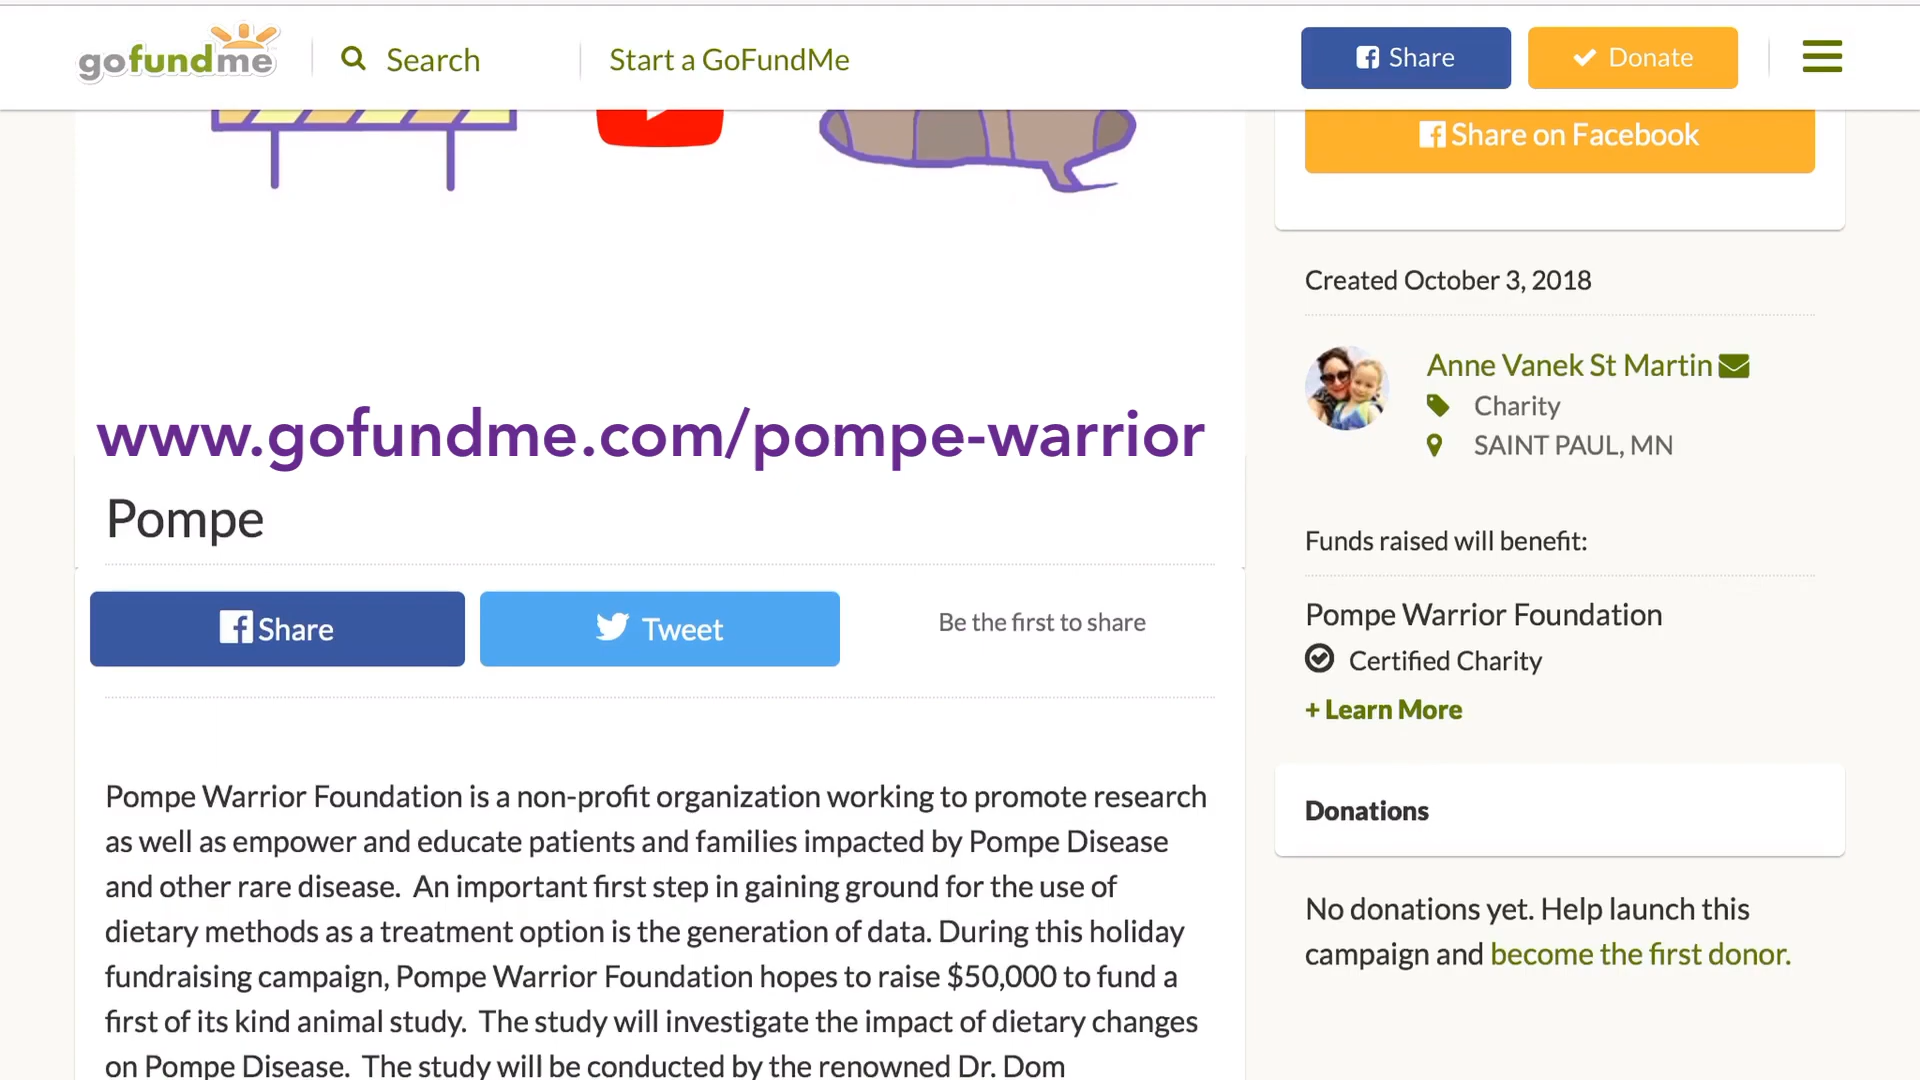 gofundme
Search
Start a GoFundMe
Share
Donate
Share on Facebook
Created October 3, 2018
Anne Vanek St Martin
Charity
SAINT PAUL, MN
www.gofundme.com/pompe-warrior
Pompe
Share
Tweet
Be the first to share
Funds raised will benefit:
Pompe Warrior Foundation
Certified Charity
+ Learn More
Pompe Warrior Foundation is a non-profit organization working to promote research
as well as empower and educate patients and families impacted by Pompe Disease
and other rare disease. An important first step in gaining ground for the use of
dietary methods as a treatment option is the generation of data. During this holiday
fundraising campaign, Pompe Warrior Foundation hopes to raise $50,000 to fund a
first of its kind animal study. The study will investigate the impact of dietary changes
on Pompe Disease. The study will be conducted by the renowned Dr. Dom
Donations
No donations yet. Help launch this
campaign and become the first donor.